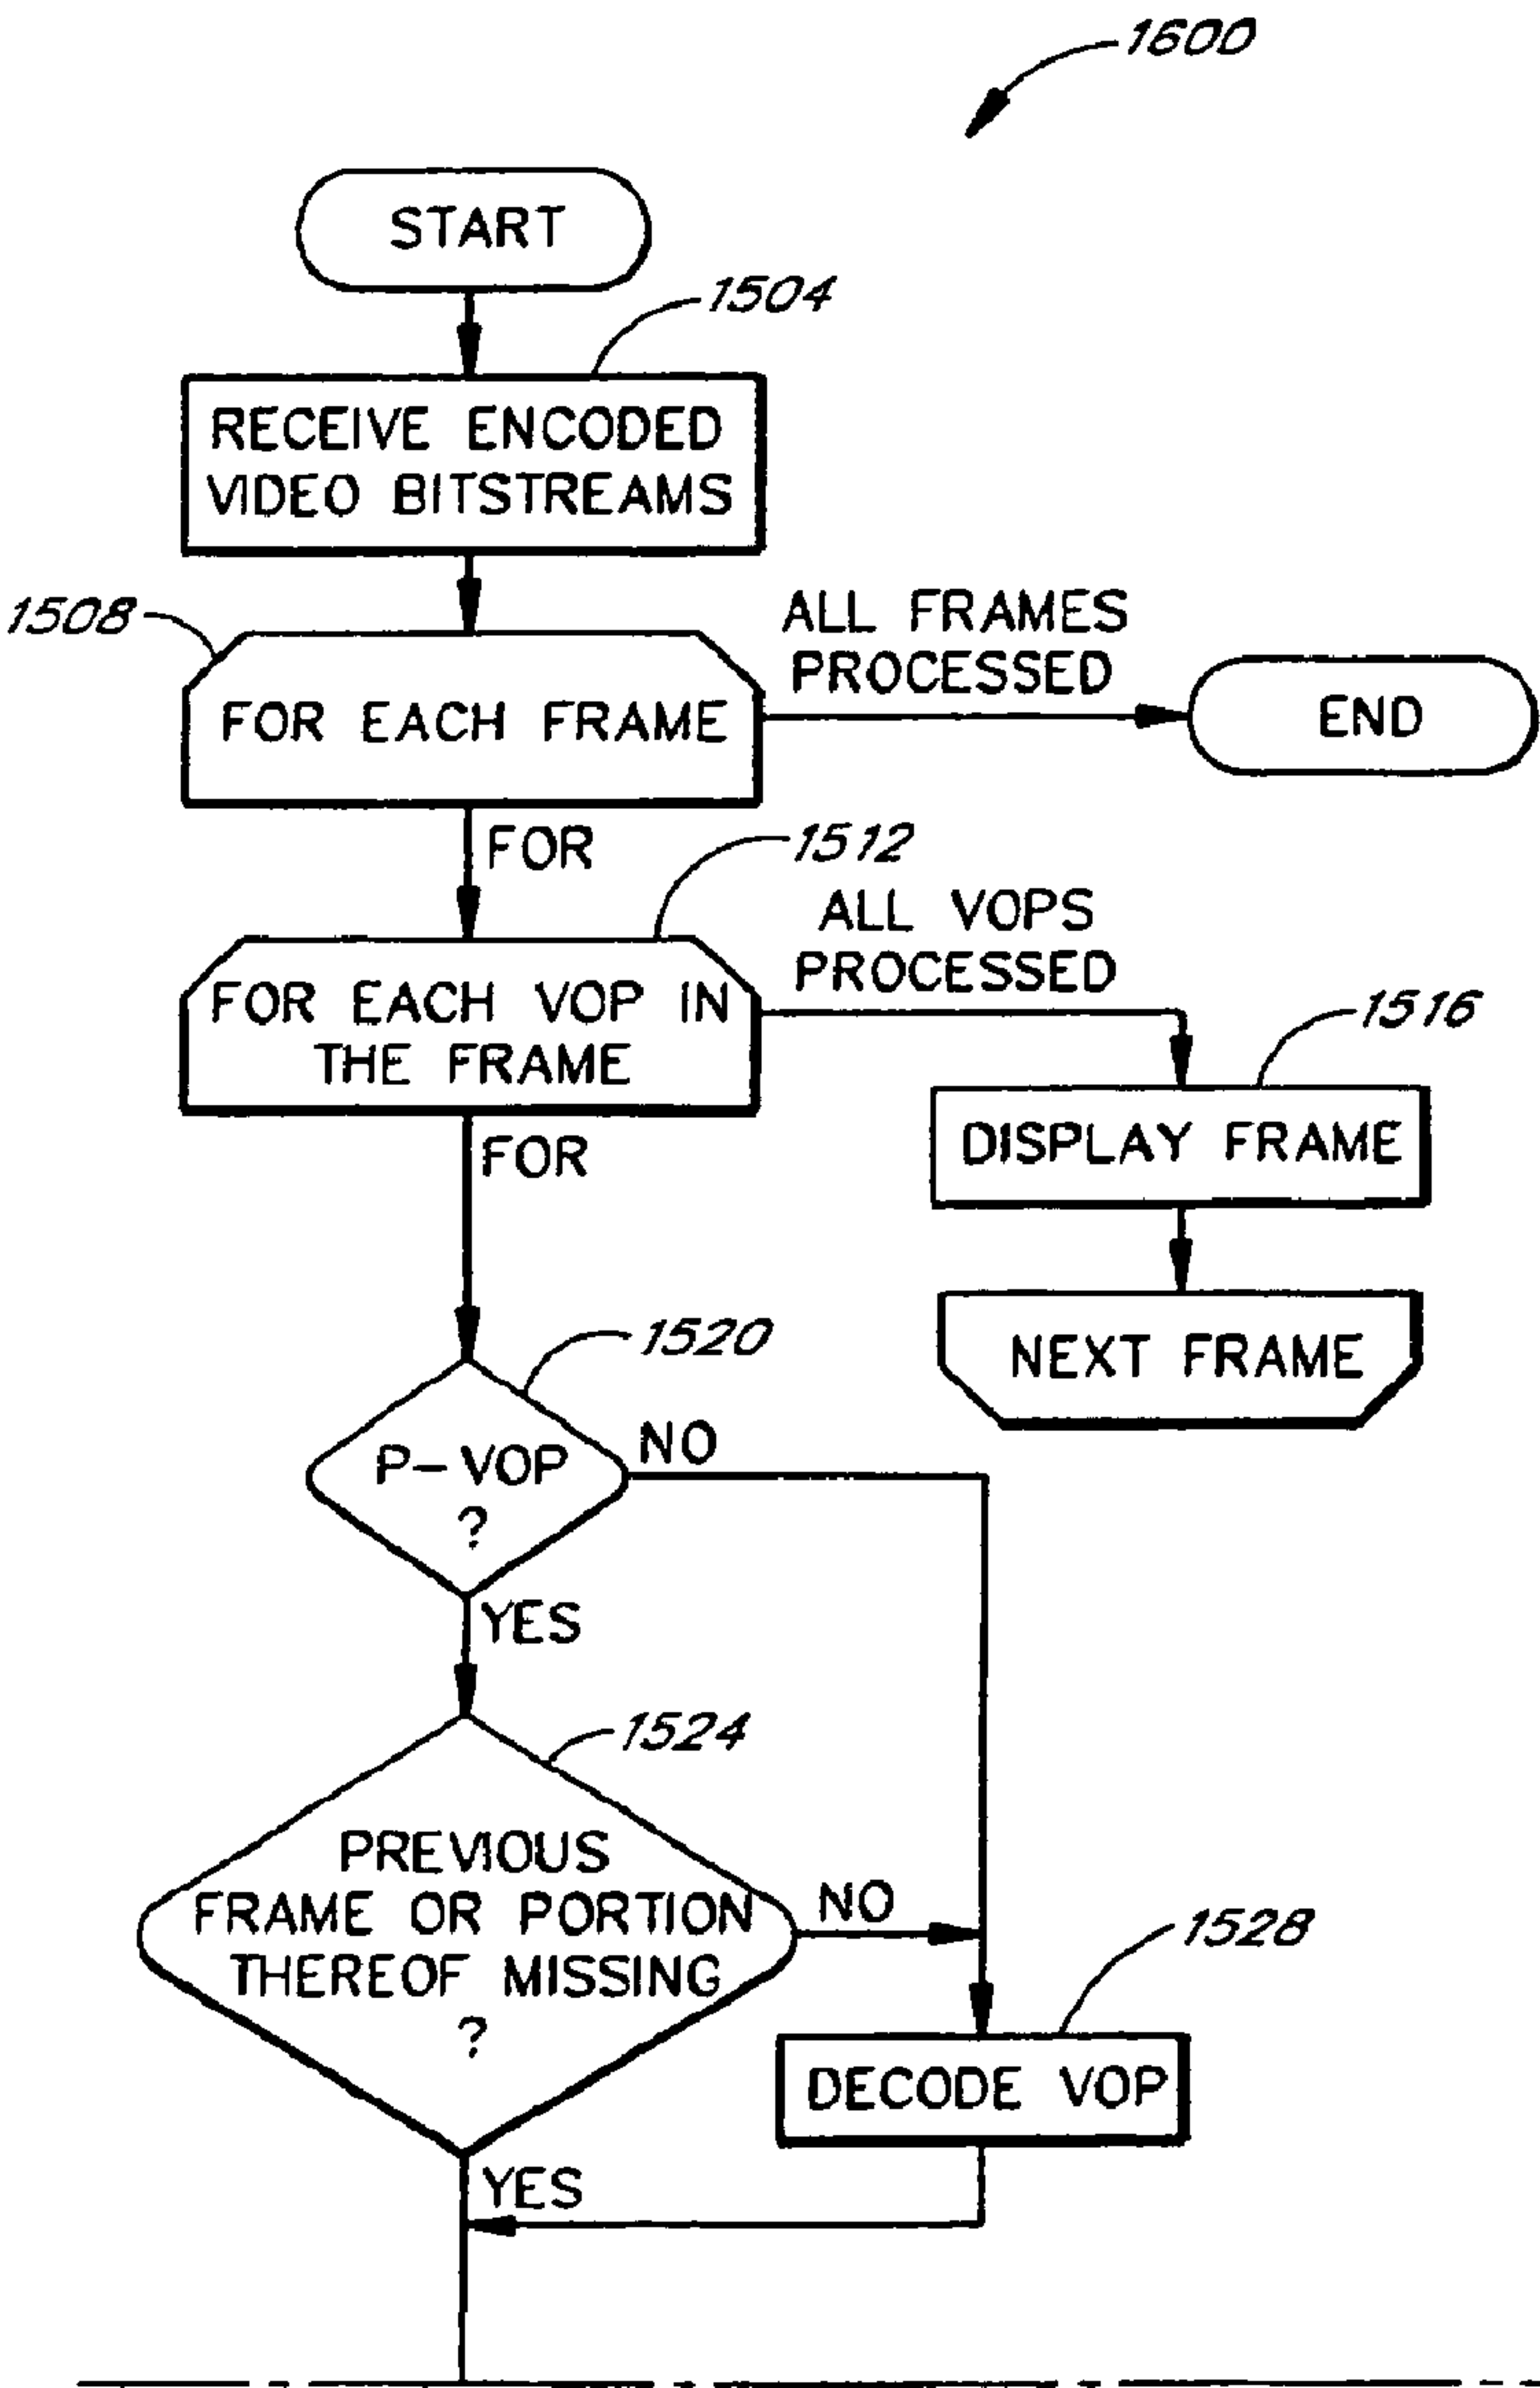 1600
START
1504
RECEIVE ENCODED
VIDEO BITSTREAMS
1508
ALL FRAMES
PROCESSED
FOR EACH FRAME
END
FOR
1512
ALL VOPS
PROCESSED
FOR EACH VOP IN
THE FRAME
1516
FOR
DISPLAY FRAME
1520
NEXT FRAME
P-VOP
?
NO
YES
1524
PREVIOUS
FRAME OR PORTION
THEREOF MISSING
?
NO
1528
DECODE VOP
YES